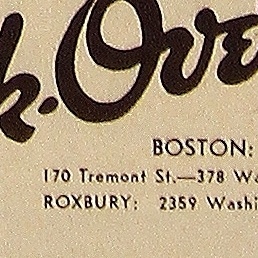 k-Over
BOSTON:
170 Tremont St.—378 Wa
ROXBURY: 2359 Washi